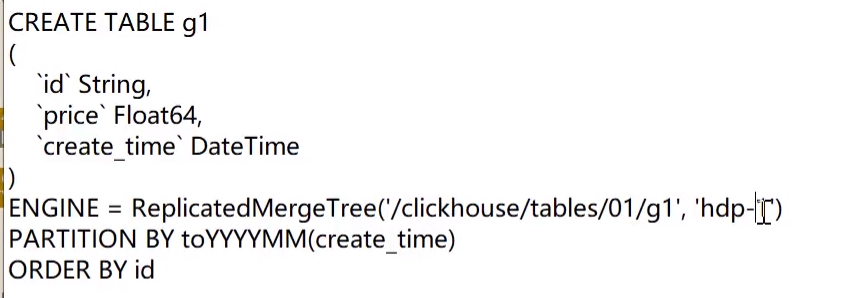 CREATE TABLE g1
(
`id` String,
`price` Float64,
`create_time` DateTime
)
ENGINE = ReplicatedMergeTree('/clickhouse/tables/01/g1', 'hdp-')
PARTITION BY toYYYYMM(create_time)
ORDER BY id